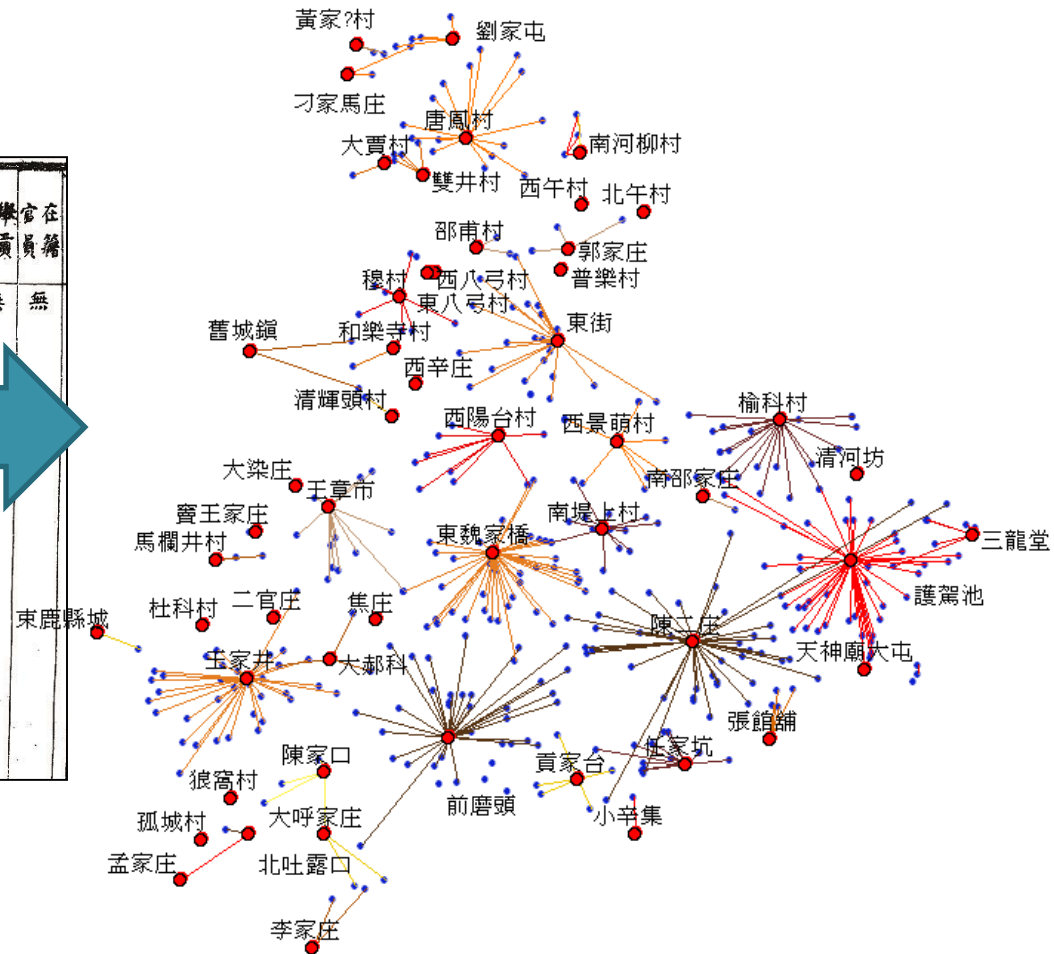 在籍
官員
無
黃家?村
劉家屯
刁家馬庄
唐鳳村
大賈村
南河柳村
雙井村
西午村
北午村
邵甫村
郭家庄
普樂村
西八弓村
穆村
東八弓村
東街
舊城鎮
和樂寺村
西辛庄
清輝頭村
西陽台村
西景萌村
榆科村
清河坊
大染庄
王章市
南邵家庄
南堤上村
竇王家庄
東魏家橋
馬欄井村
三龍堂
護駕池
杜科村
二官庄
焦庄
東鹿縣城
陳二庄
王家井
大郝科
天神廟大屯
張館舖
陳家口
貢家台
任家坑
狼窩村
前磨頭
孤城村
大呼家庄
小辛集
孟家庄
北吐露口
李家庄